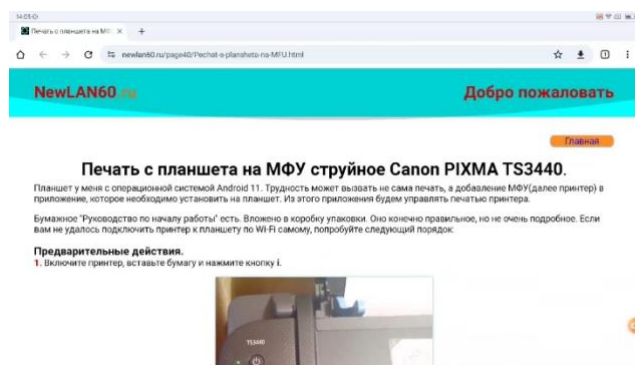 14:05
Печать с планшета на МФ
newlan60.ru/page40/Pechat-s-plansheta-na-MFU.html
NewLAN60.ru
Добро пожаловать
Главная
Печать с планшета на МФУ струйное Canon PIXMA TS3440.
Планшет у меня с операционной системой Android 11. Трудность может вызвать не сама печать, а добавление МФУ(далее принтер) в
приложение, которое необходимо установить на планшет. Из этого приложения будем управлять печатью принтера.
Бумажное "Руководство по началу работы" есть. Вложено в коробку упаковки. Оно конечно правильное, но не очень подробное. Если
вам не удалось подключить принтер к планшету по Wi-Fi самому, попробуйте следующий порядок:
Предварительные действия.
1. Включите принтер, вставьте бумагу и нажмите кнопку i.
TS3440